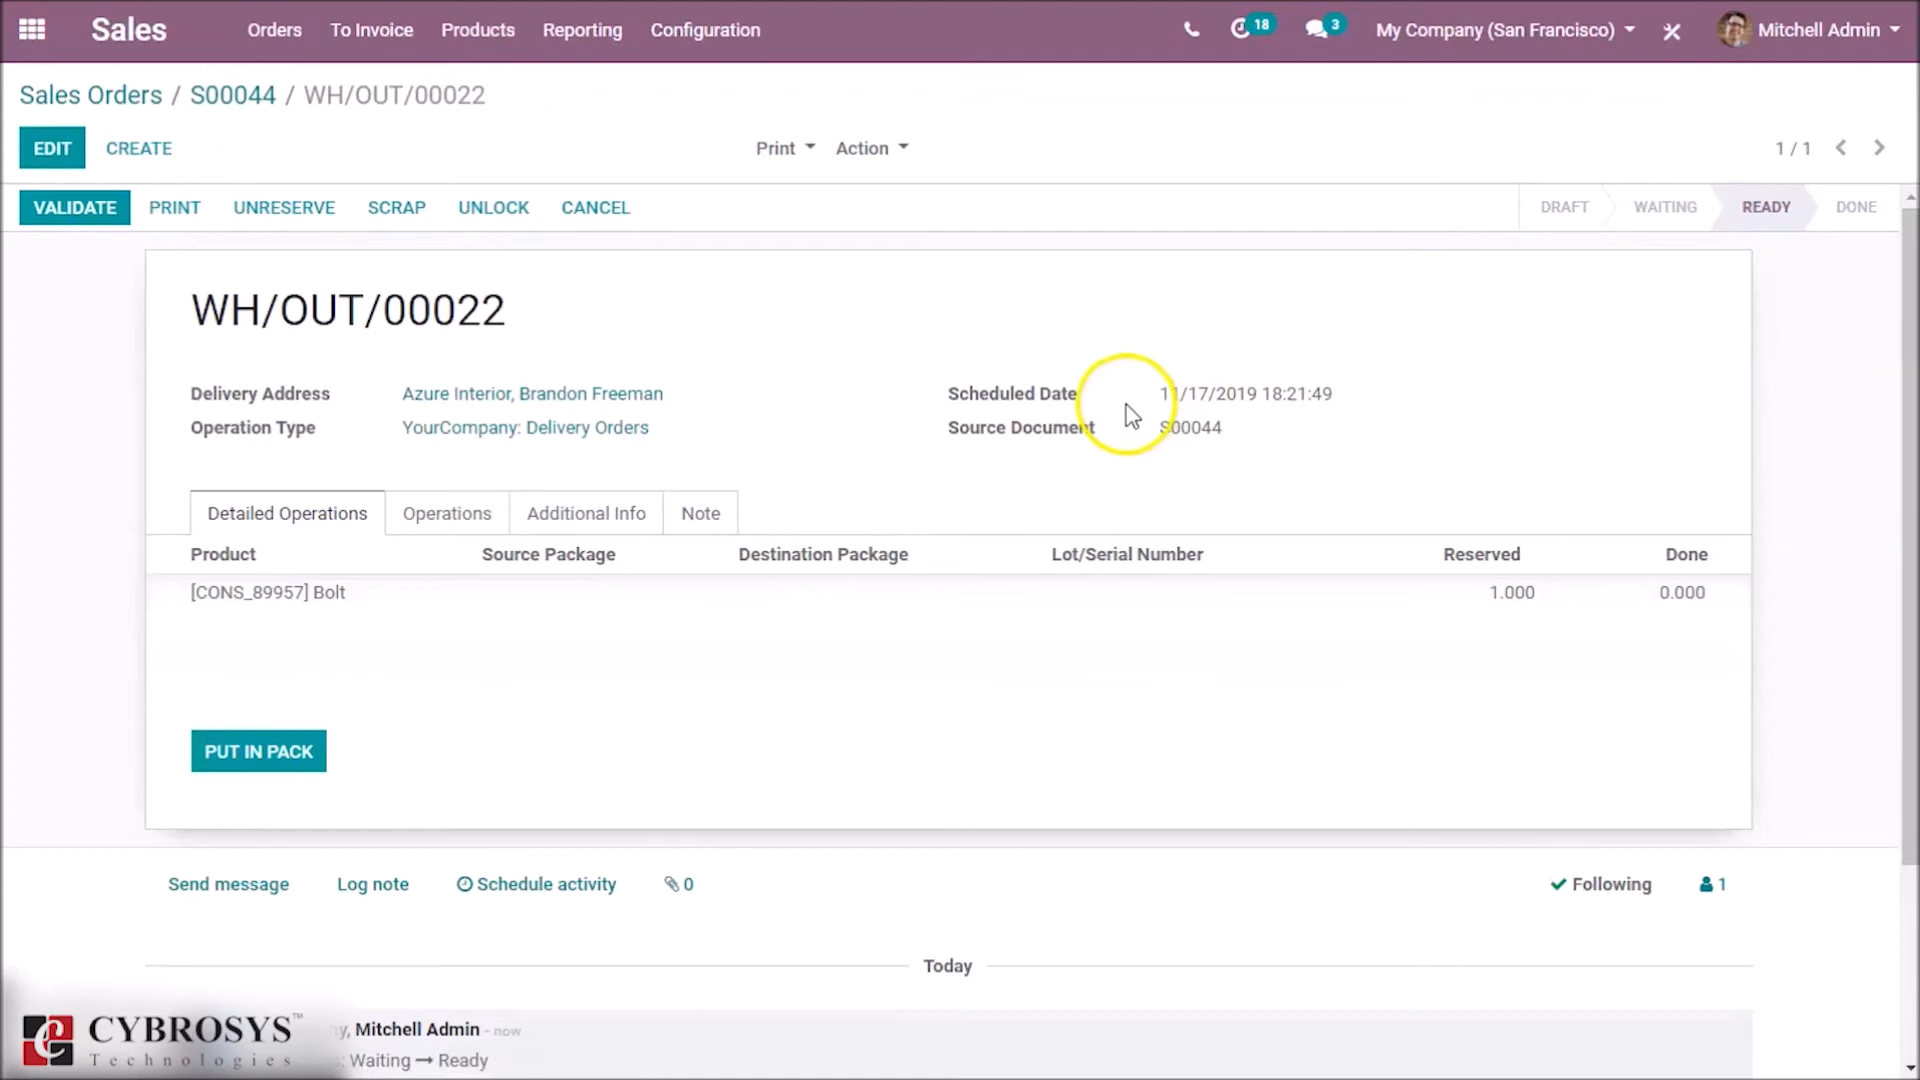 Sales Orders To Invoice Products Reporting Configuration 18 3 My Company (San Francisco) Mitchell Admin
Sales Orders / S00044 / WH/OUT/00022
EDIT CREATE Print Action 1 / 1
VALIDATE PRINT UNRESERVE SCRAP UNLOCK CANCEL DRAFT WAITING READY DONE
WH/OUT/00022
Delivery Address Azure Interior, Brandon Freeman Scheduled Date 11/17/2019 18:21:49
Operation Type YourCompany: Delivery Orders Source Document S00044
Detailed Operations Operations Additional Info Note
Product Source Package Destination Package Lot/Serial Number Reserved Done
[CONS_89957] Bolt 1.000 0.000
PUT IN PACK
Send message Log note Schedule activity 0 Following 1
Today
Mitchell Admin - now
Waiting → Ready
CYBROSYS™
Technologies